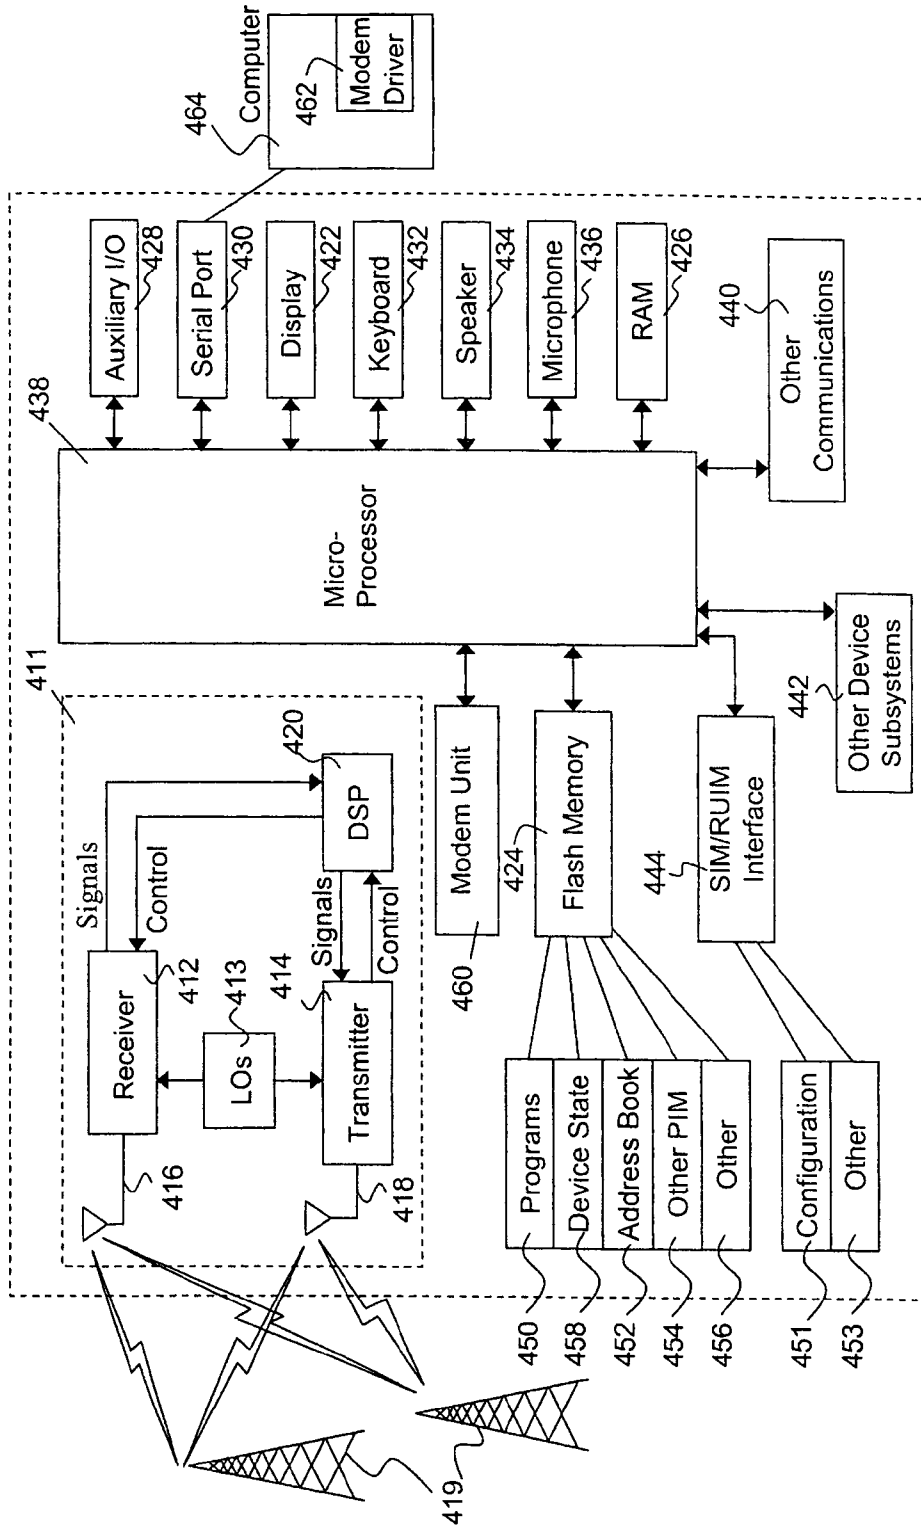 411
Signals
Control
Receiver
412
LOs
413
Transmitter
414
Signals
Control
DSP
420
416
418
419
438
Micro-
Processor
Auxiliary I/O
428
Serial Port
430
Display
422
Keyboard
432
Speaker
434
Microphone
436
RAM
426
464
Computer
462
Modem
Driver
Modem Unit
460
Flash Memory
424
Programs
Device State
Address Book
Other PIM
Other
450
458
452
454
456
SIM/RUIM
Interface
444
Configuration
Other
451
453
Other Device
Subsystems
442
Other
Communications
440